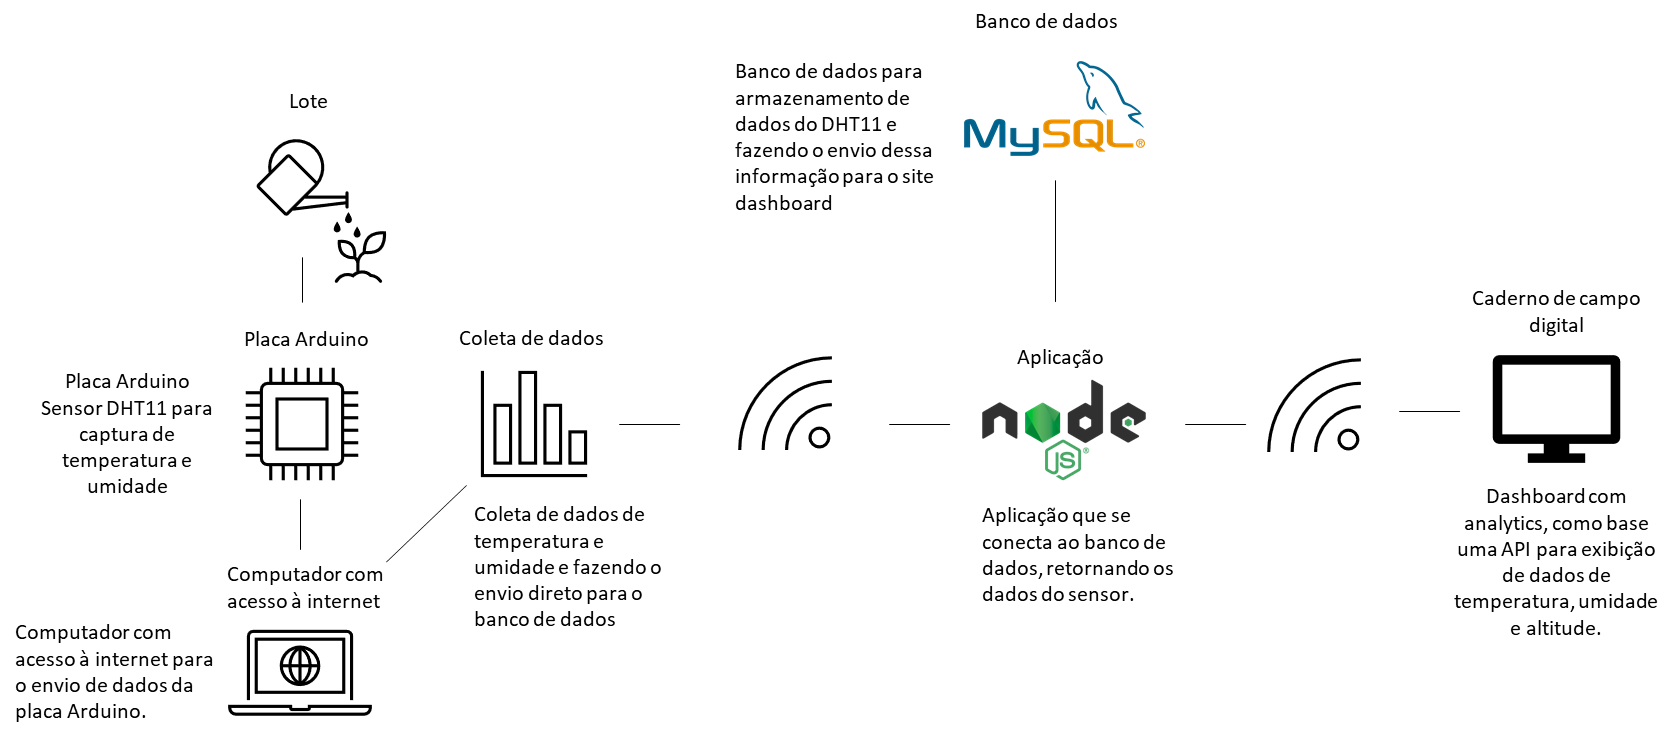 Lote
Placa Arduino
Placa Arduino
Sensor DHT11 para
captura de
temperatura e
umidade
Computador com
acesso à internet
Computador com
acesso à internet para
o envio de dados da
placa Arduino.
Coleta de dados
Coleta de dados de
temperatura e
umidade e fazendo o
envio direto para o
banco de dados
Banco de dados
Banco de dados para
armazenamento de
dados do DHT11 e
fazendo o envio dessa
informação para o site
dashboard
MySQL®
Aplicação
node
JS®
Aplicação que se
conecta ao banco de
dados, retornando os
dados do sensor.
Caderno de campo
digital
Dashboard com
analytics, como base
uma API para exibição
de dados de
temperatura, umidade
e altitude.